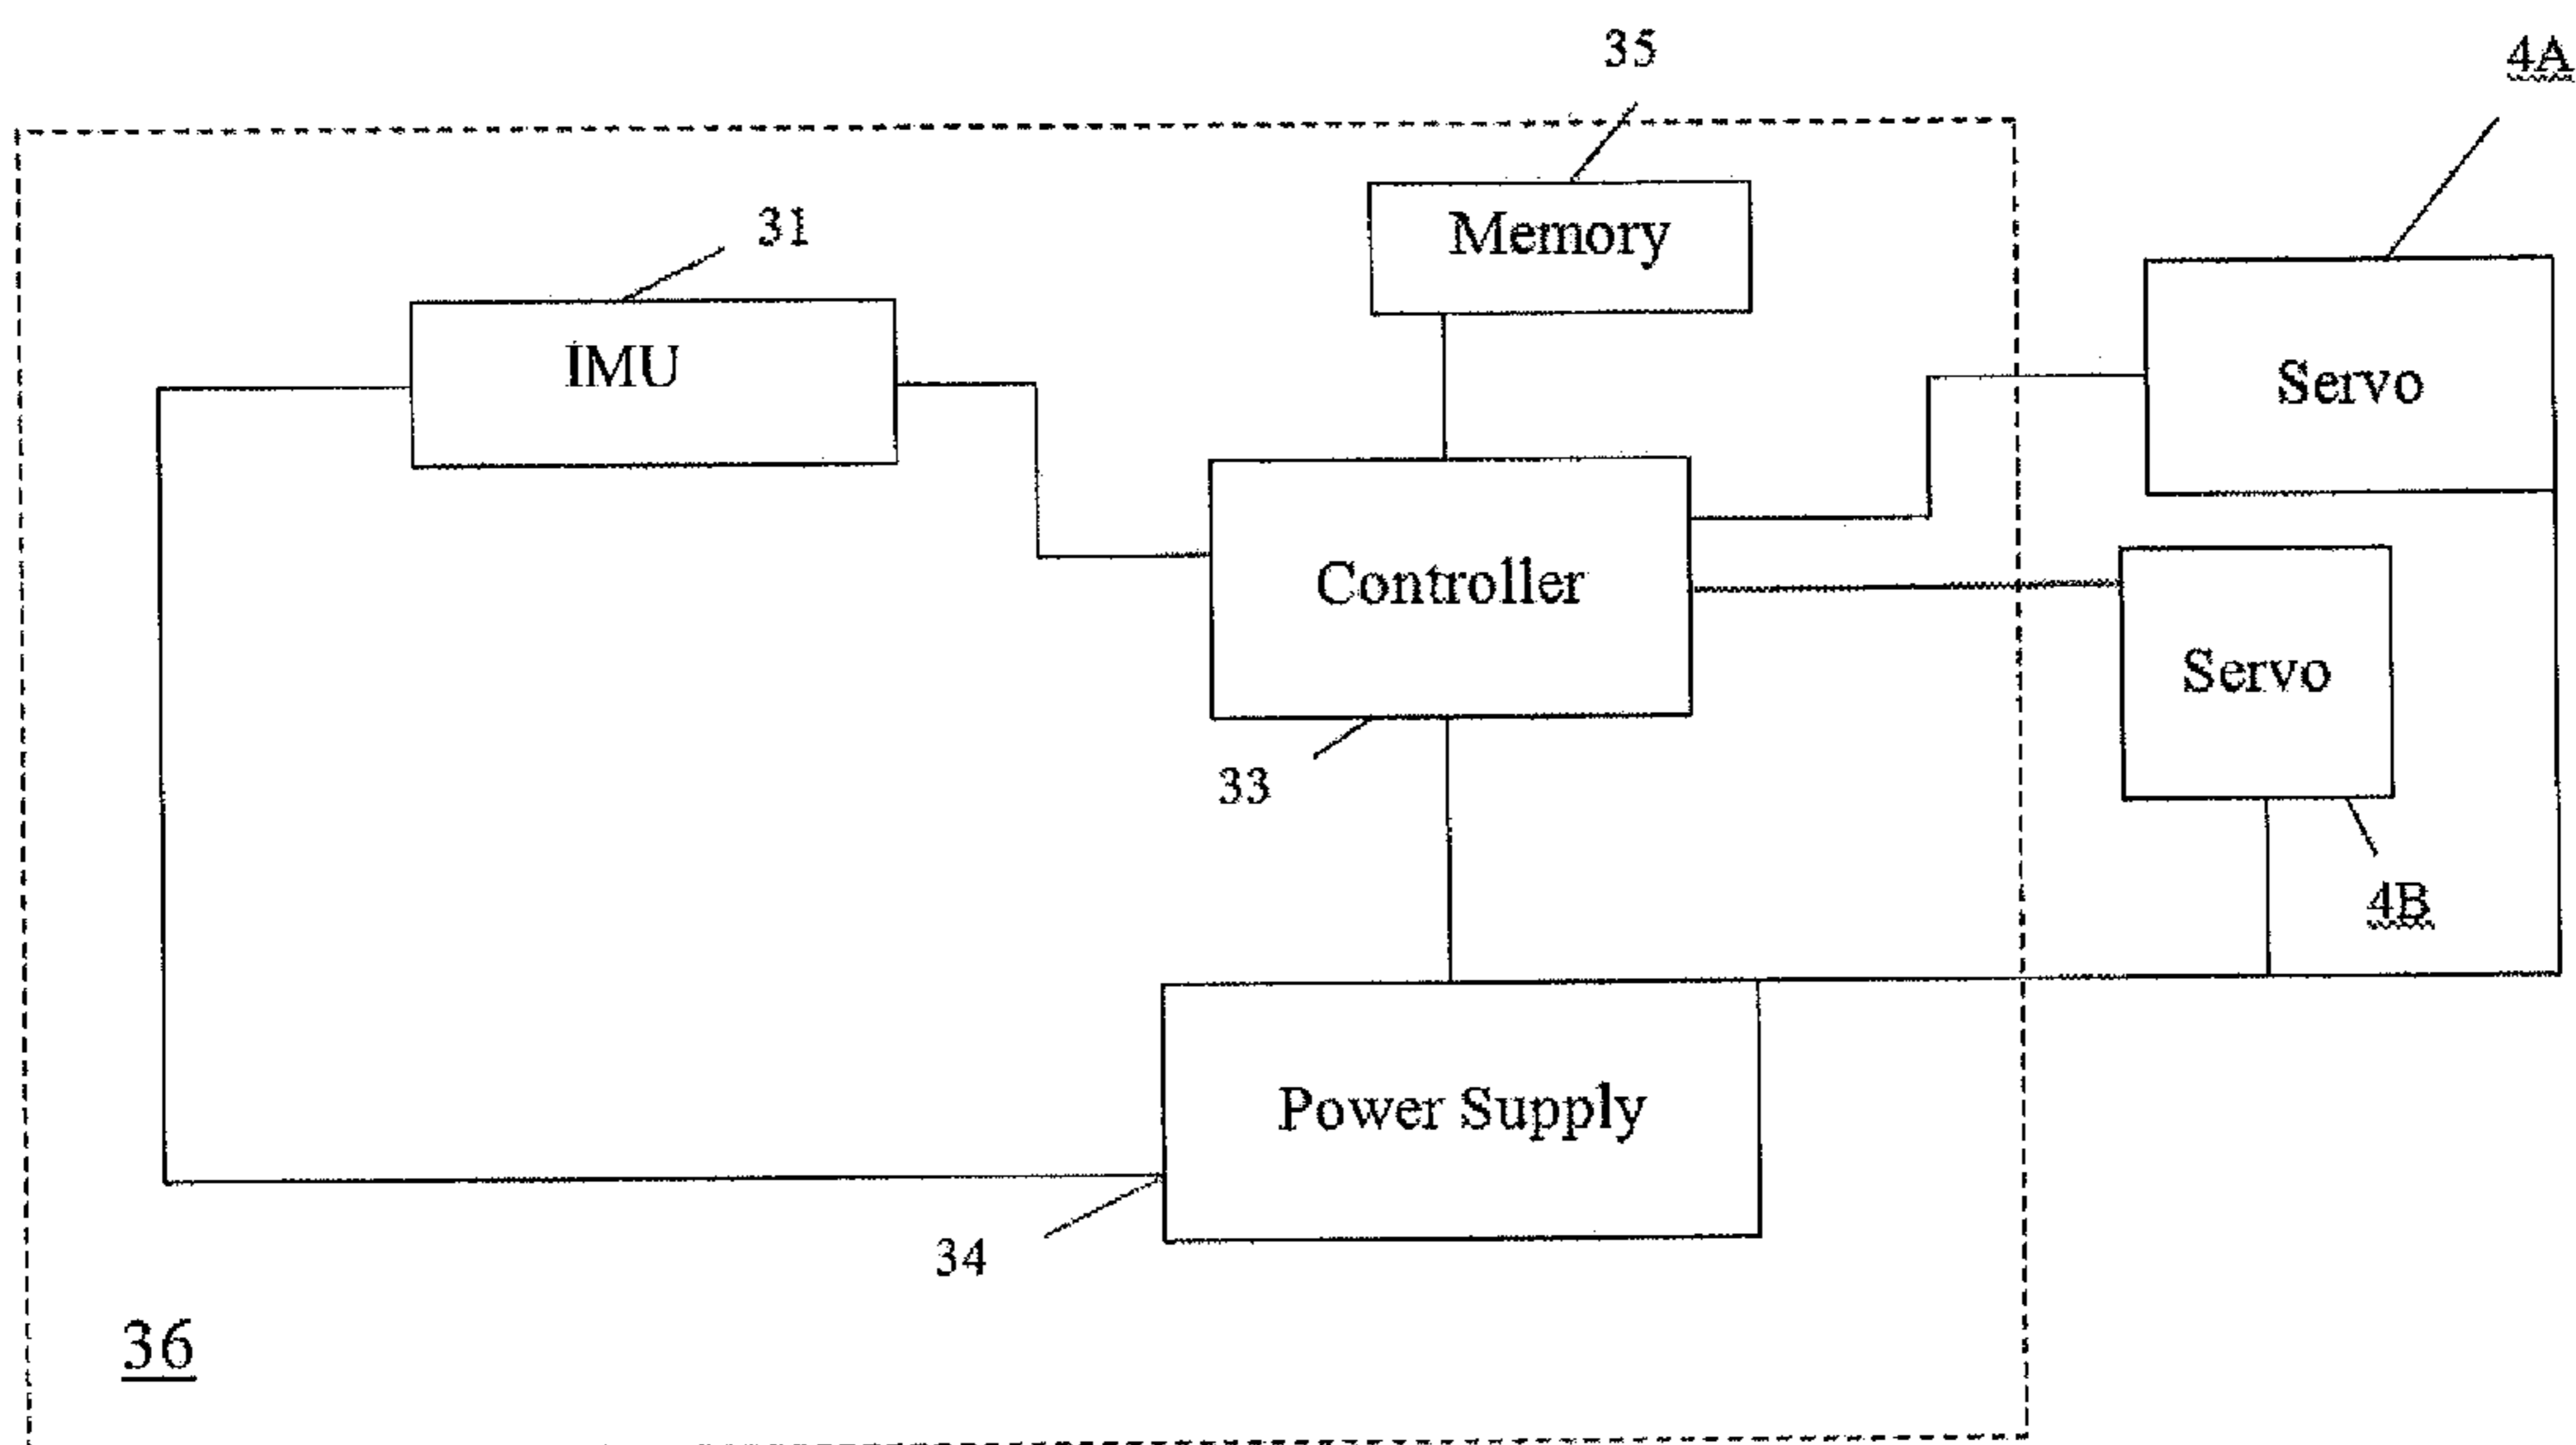 35
4A
31
Memory
IMU
Servo
Controller
Servo
33
4B
Power Supply
34
36